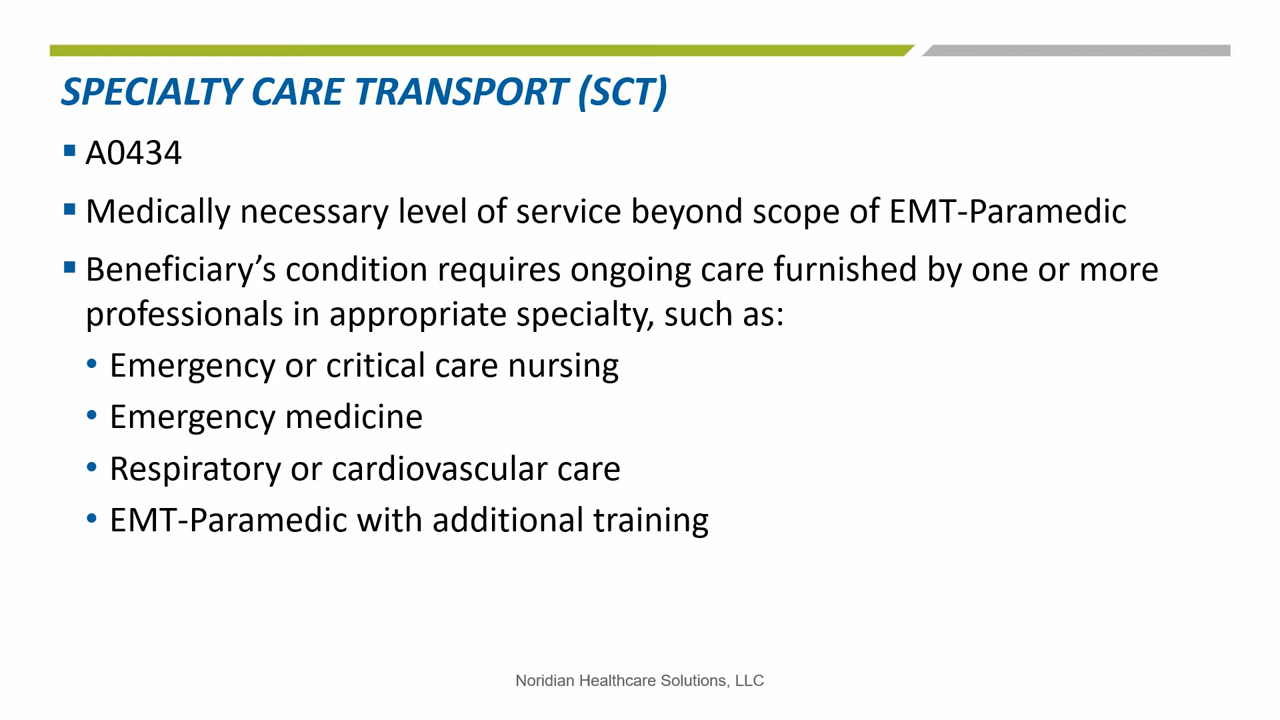 SPECIALTY CARE TRANSPORT (SCT)
▪ A0434
▪ Medically necessary level of service beyond scope of EMT-Paramedic
▪ Beneficiary’s condition requires ongoing care furnished by one or more
professionals in appropriate specialty, such as:
• Emergency or critical care nursing
• Emergency medicine
• Respiratory or cardiovascular care
• EMT-Paramedic with additional training
Noridian Healthcare Solutions, LLC